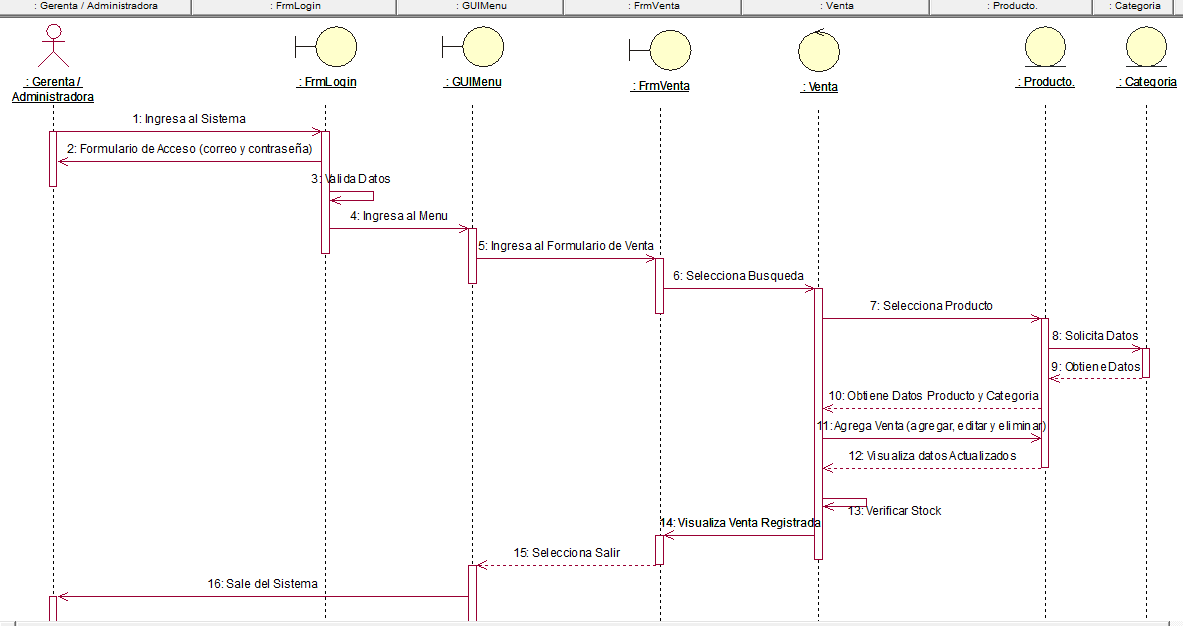 : Gerenta / Administradora
: FrmLogin
: GUIMenu
: FrmVenta
: Venta
: Producto.
: Categoria
: Gerenta /
Administradora
: FrmLogin
: GUIMenu
: FrmVenta
: Venta
: Producto.
: Categoria
1: Ingresa al Sistema
2: Formulario de Acceso (correo y contraseña)
3: Valida Datos
4: Ingresa al Menu
5: Ingresa al Formulario de Venta
6: Selecciona Busqueda
7: Selecciona Producto
8: Solicita Datos
9: Obtiene Datos
10: Obtiene Datos Producto y Categoria
11: Agrega Venta (agregar, editar y eliminar)
12: Visualiza datos Actualizados
13: Verificar Stock
14: Visualiza Venta Registrada
15: Selecciona Salir
16: Sale del Sistema